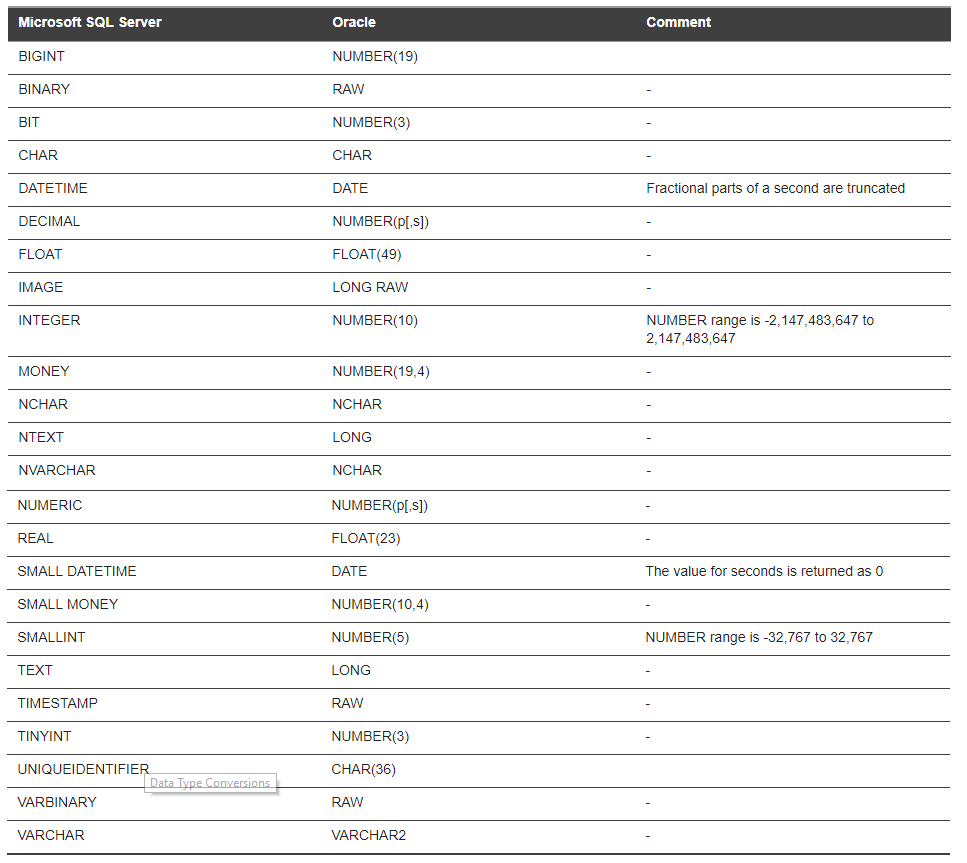 Microsoft SQL Server Oracle Comment
BIGINT NUMBER(19)
BINARY RAW -
BIT NUMBER(3) -
CHAR CHAR -
DATETIME DATE Fractional parts of a second are truncated
DECIMAL NUMBER(p[,s]) -
FLOAT FLOAT(49) -
IMAGE LONG RAW -
INTEGER NUMBER(10) NUMBER range is -2,147,483,647 to
2,147,483,647
MONEY NUMBER(19,4) -
NCHAR NCHAR -
NTEXT LONG -
NVARCHAR NCHAR -
NUMERIC NUMBER(p[,s]) -
REAL FLOAT(23) -
SMALL DATETIME DATE The value for seconds is returned as 0
SMALL MONEY NUMBER(10,4) -
SMALLINT NUMBER(5) NUMBER range is -32,767 to 32,767
TEXT LONG -
TIMESTAMP RAW -
TINYINT NUMBER(3) -
UNIQUEIDENTIFIER CHAR(36)
Data Type Conversions
VARBINARY RAW -
VARCHAR VARCHAR2 -